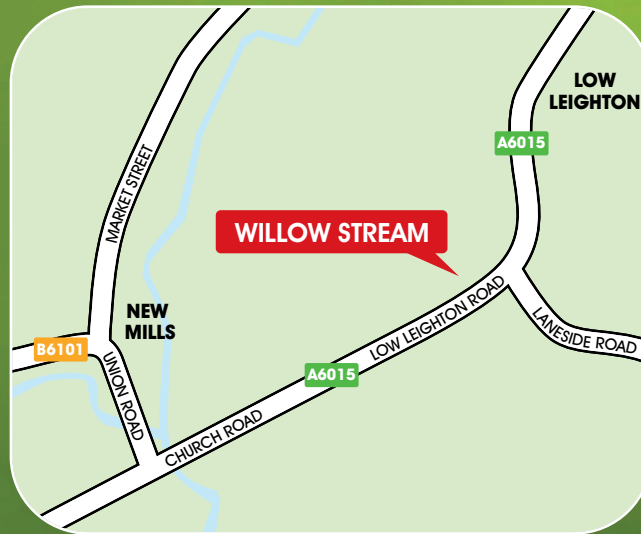 LOW
LEIGHTON
A6015
MARKET STREET
WILLOW STREAM
NEW
MILLS
LOW LEIGHTON ROAD
LANESIDE ROAD
B6101
UNION ROAD
A6015
CHURCH ROAD